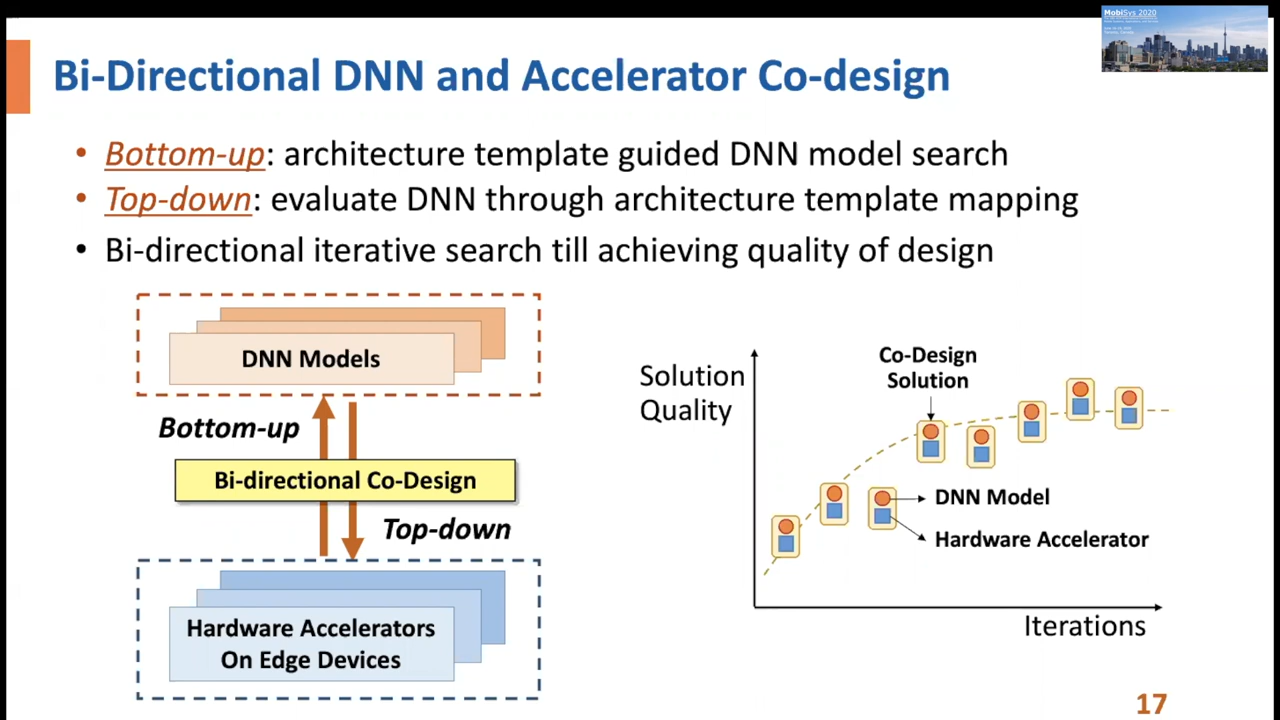 MobiSys 2020
Bi-Directional DNN and Accelerator Co-design
• Bottom-up: architecture template guided DNN model search
• Top-down: evaluate DNN through architecture template mapping
• Bi-directional iterative search till achieving quality of design
DNN Models
Bottom-up
Bi-directional Co-Design
Top-down
Hardware Accelerators
On Edge Devices
Solution
Quality
Co-Design
Solution
DNN Model
Hardware Accelerator
Iterations
17